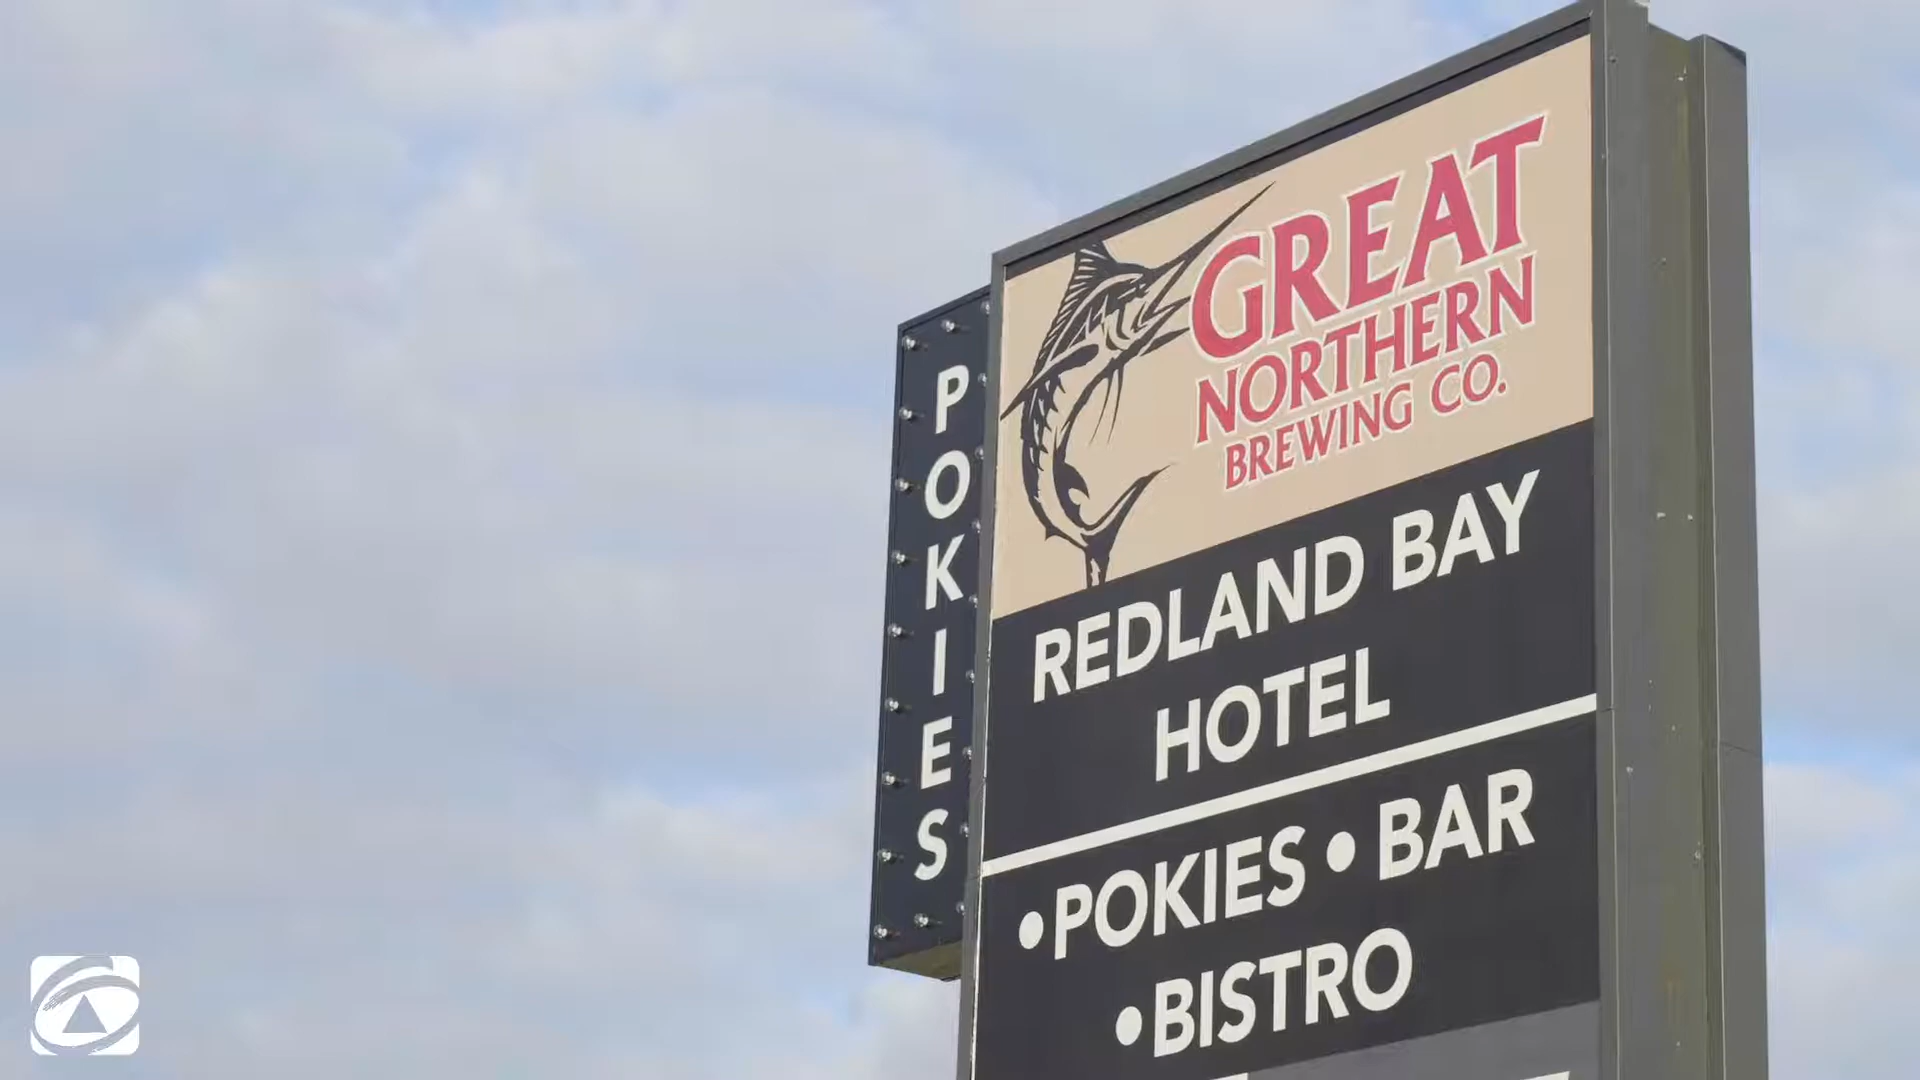 POKIES
GREAT
NORTHERN
BREWING CO.
REDLAND BAY
HOTEL
•POKIES •BAR
•BISTRO